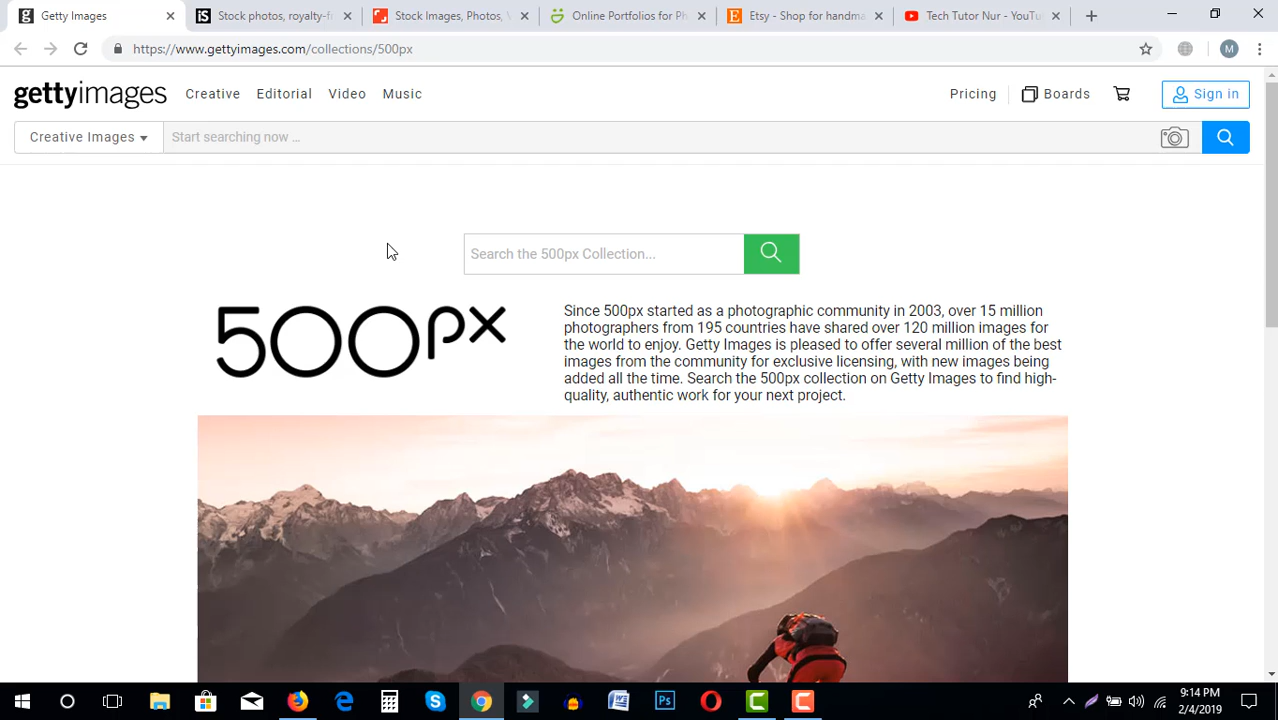 Getty Images
Stock photos, royalty-fr
Stock Images, Photos, V
Online Portfolios for Ph
Etsy - Shop for handma
Tech Tutor Nur - YouTu
https://www.gettyimages.com/collections/500px
M
gettyimages
Creative
Editorial
Video
Music
Pricing
Boards
Sign in
Creative Images
Start searching now ...
Search the 500px Collection...
500px
Since 500px started as a photographic community in 2003, over 15 million
photographers from 195 countries have shared over 120 million images for
the world to enjoy. Getty Images is pleased to offer several million of the best
images from the community for exclusive licensing, with new images being
added all the time. Search the 500px collection on Getty Images to find high-
quality, authentic work for your next project.
9:14 PM
2/4/2019